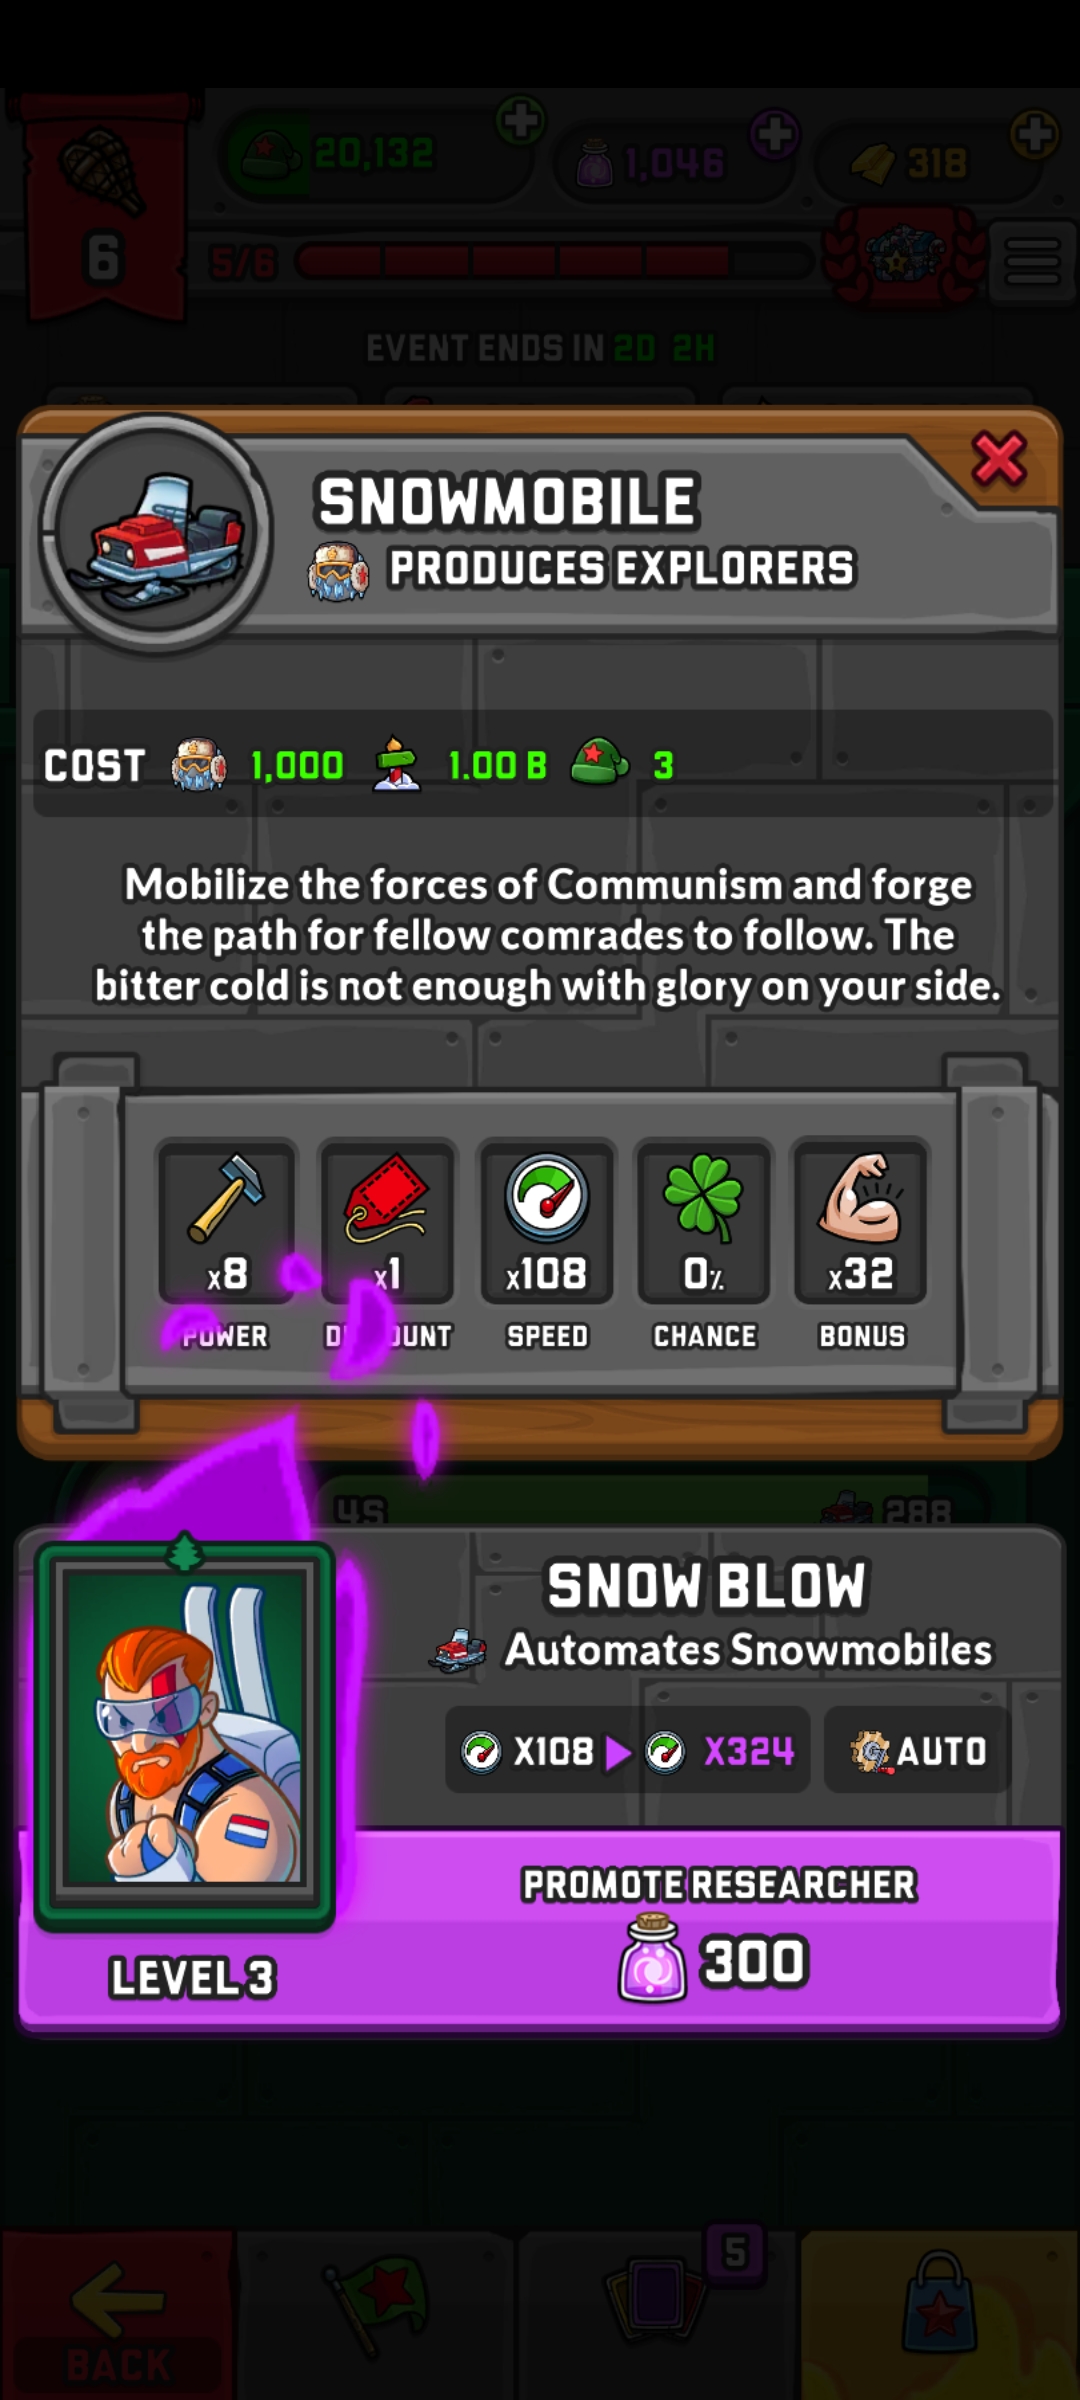 20,132
1,046
318
6
5/6
EVENT ENDS IN 2D 2H
SNOWMOBILE
PRODUCES EXPLORERS
COST 1,000 1.00 B 3
Mobilize the forces of Communism and forge
the path for fellow comrades to follow. The
bitter cold is not enough with glory on your side.
x8 x1 x108 0% x32
POWER DISCOUNT SPEED CHANCE BONUS
4S 288
SNOW BLOW
Automates Snowmobiles
X108 X324 AUTO
PROMOTE RESEARCHER
300
LEVEL 3
5
BACK